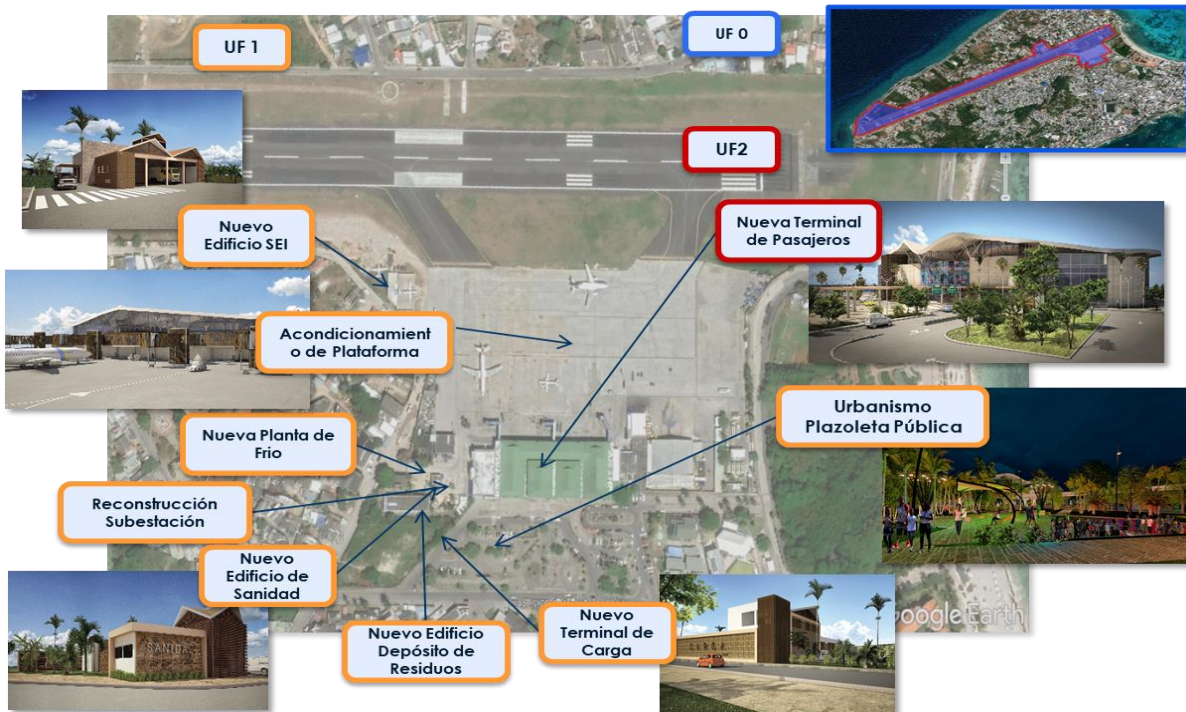 UF 1
UF 0
UF2
S.E.I
Nuevo
Edificio SEI
Nueva Terminal
de Pasajeros
Acondicionamient
o de Plataforma
Urbanismo
Plazoleta Pública
Nueva Planta de
Frio
Reconstrucción
Subestación
Nuevo
Edificio de
Sanidad
Nuevo Edificio
Depósito de
Residuos
Nuevo
Terminal de
Carga
SANIDA
CARGA
Google Earth